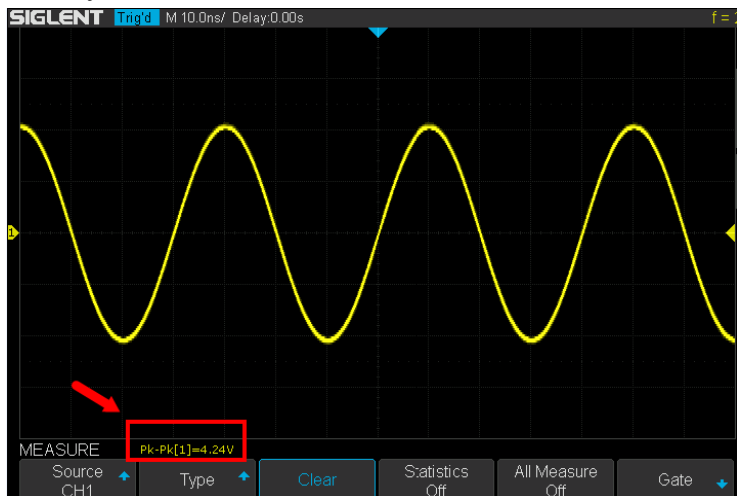 SIGLENT Trig'd M 10.0ns/ Delay:0.00s f =
1
MEASURE Pk-Pk[1]=4.24V
Source Type Clear Statistics All Measure Gate
CH1 Off Off